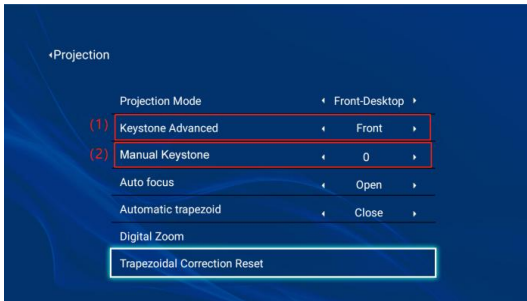 Projection
Projection Mode Front-Desktop
(1) Keystone Advanced Front
(2) Manual Keystone 0
Auto focus Open
Automatic trapezoid Close
Digital Zoom
Trapezoidal Correction Reset